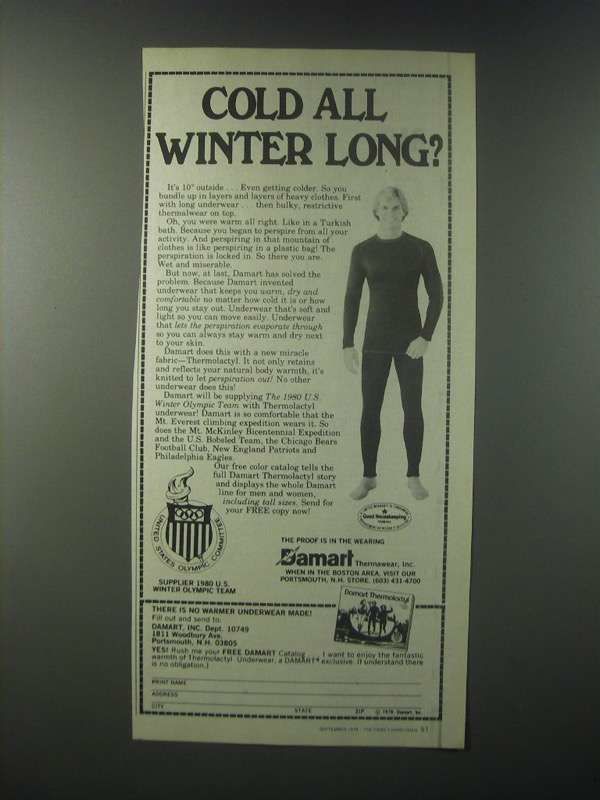 COLD ALL
WINTER LONG?
It's 10° outside . . . Even getting colder. So you
bundle up in layers and layers of heavy clothes. First
with long underwear . . . then bulky, restrictive
thermalwear on top.
Oh, you were warm all right. Like in a Turkish
bath. Because you began to perspire from all your
activity. And perspiring in that mountain of
clothes is like perspiring in a plastic bag! The
perspiration is locked in. So there you are.
Wet and miserable.
But now, at last, Damart has solved the
problem. Because Damart invented
underwear that keeps you warm, dry and
comfortable no matter how cold it is or how
long you stay out. Underwear that's soft and
light so you can move easily. Underwear
that lets the perspiration evaporate through
so you can always stay warm and dry next
to your skin.
Damart does this with a new miracle
fabric—Thermolactyl. It not only retains
and reflects your natural body warmth, it's
knitted to let perspiration out! No other
underwear does this!
Damart will be supplying The 1980 U.S.
Winter Olympic Team with Thermolactyl
underwear! Damart is so comfortable that the
Mt. Everest climbing expedition wears it. So
does the Mt. McKinley Bicentennial Expedition
and the U.S. Bobsled Team, the Chicago Bears
Football Club, New England Patriots and
Philadelphia Eagles.
Our free color catalog tells the
full Damart Thermolactyl story
and displays the whole Damart
line for men and women,
including tall sizes. Send for
your FREE copy now!
Good Housekeeping
UNITED STATES OLYMPIC COMMITTEE
SUPPLIER 1980 U.S.
WINTER OLYMPIC TEAM
THE PROOF IS IN THE WEARING
Damart Thermawear, Inc.
WHEN IN THE BOSTON AREA, VISIT OUR
PORTSMOUTH, N.H. STORE. (603) 431-4700
Damart Thermolactyl
THERE IS NO WARMER UNDERWEAR MADE!
Fill out and send to:
DAMART, INC. Dept. 10749
1811 Woodbury Ave.
Portsmouth, N.H. 03805
YES! Rush me your FREE DAMART Catalog . . . I want to enjoy the fantastic
warmth of Thermolactyl Underwear, a DAMART® exclusive. (I understand there
is no obligation.)
PRINT NAME
ADDRESS
CITY STATE ZIP © 1979 Damart, Inc.
SEPTEMBER 1979 91